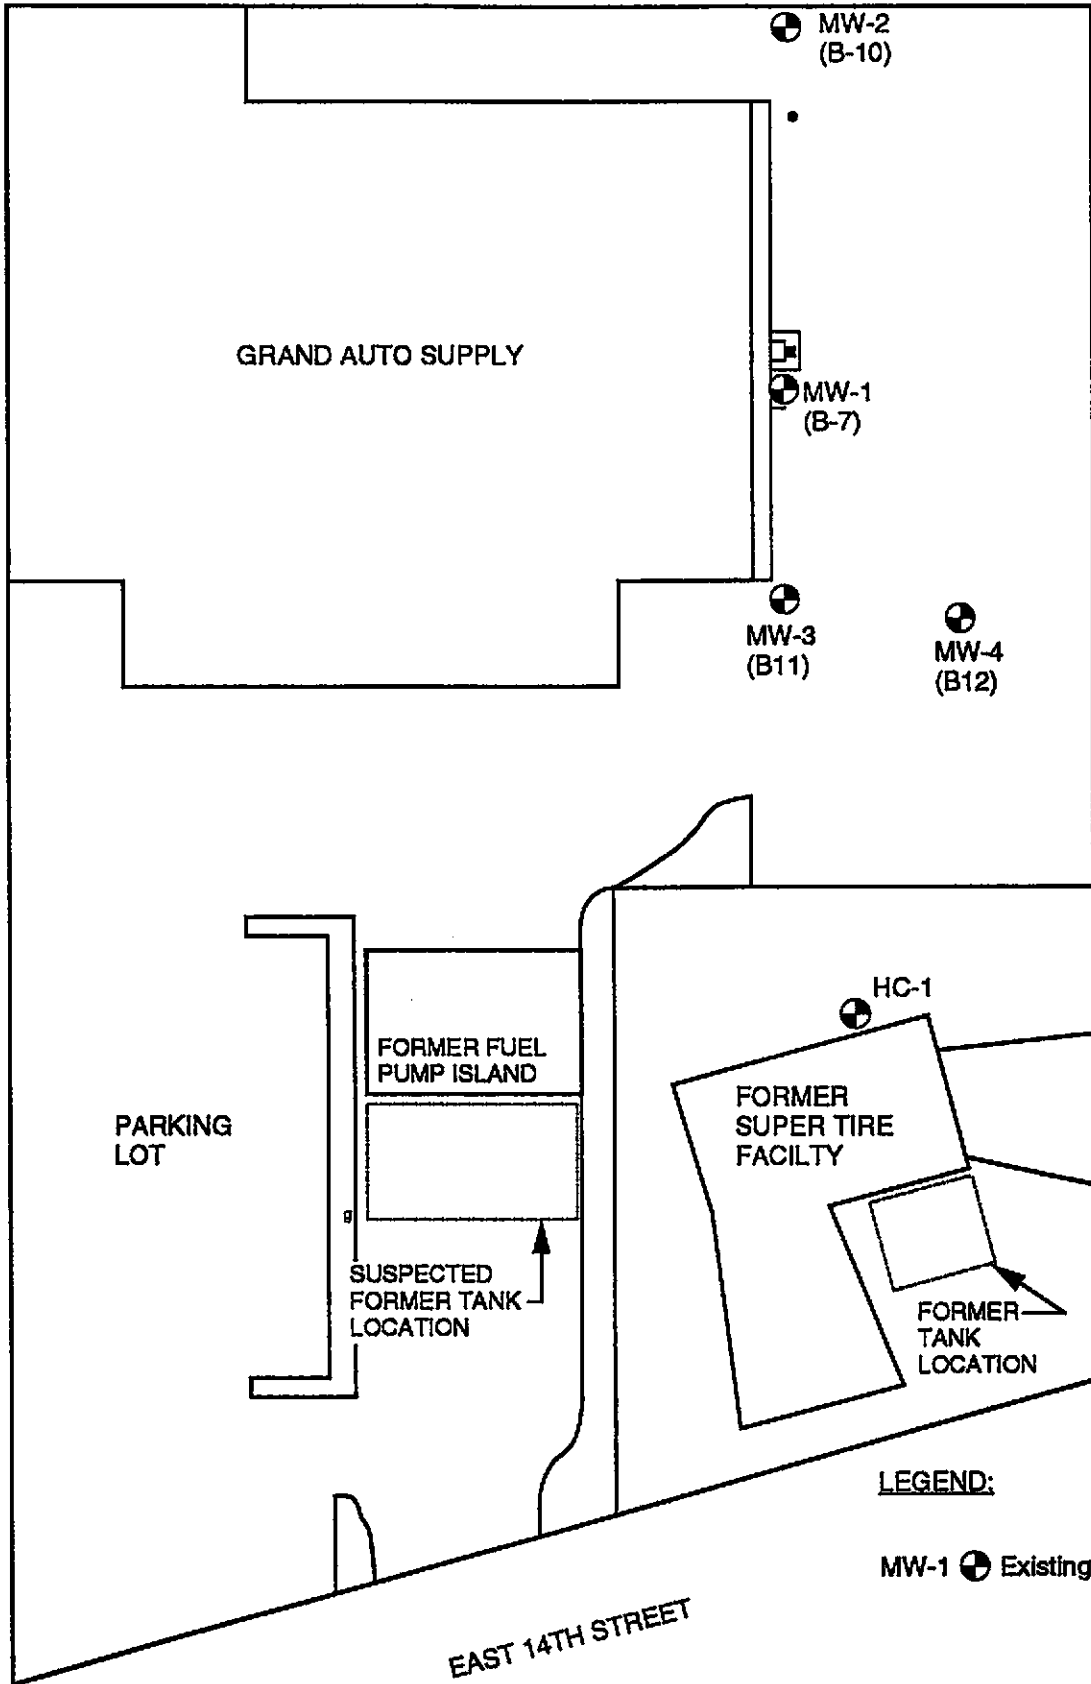 MW-2
(B-10)
GRAND AUTO SUPPLY
MW-1
(B-7)
MW-3
(B11)
MW-4
(B12)
HC-1
FORMER FUEL
PUMP ISLAND
FORMER
SUPER TIRE
FACILTY
PARKING
LOT
SUSPECTED
FORMER TANK
LOCATION
FORMER
TANK
LOCATION
LEGEND:
MW-1 Existing
EAST 14TH STREET